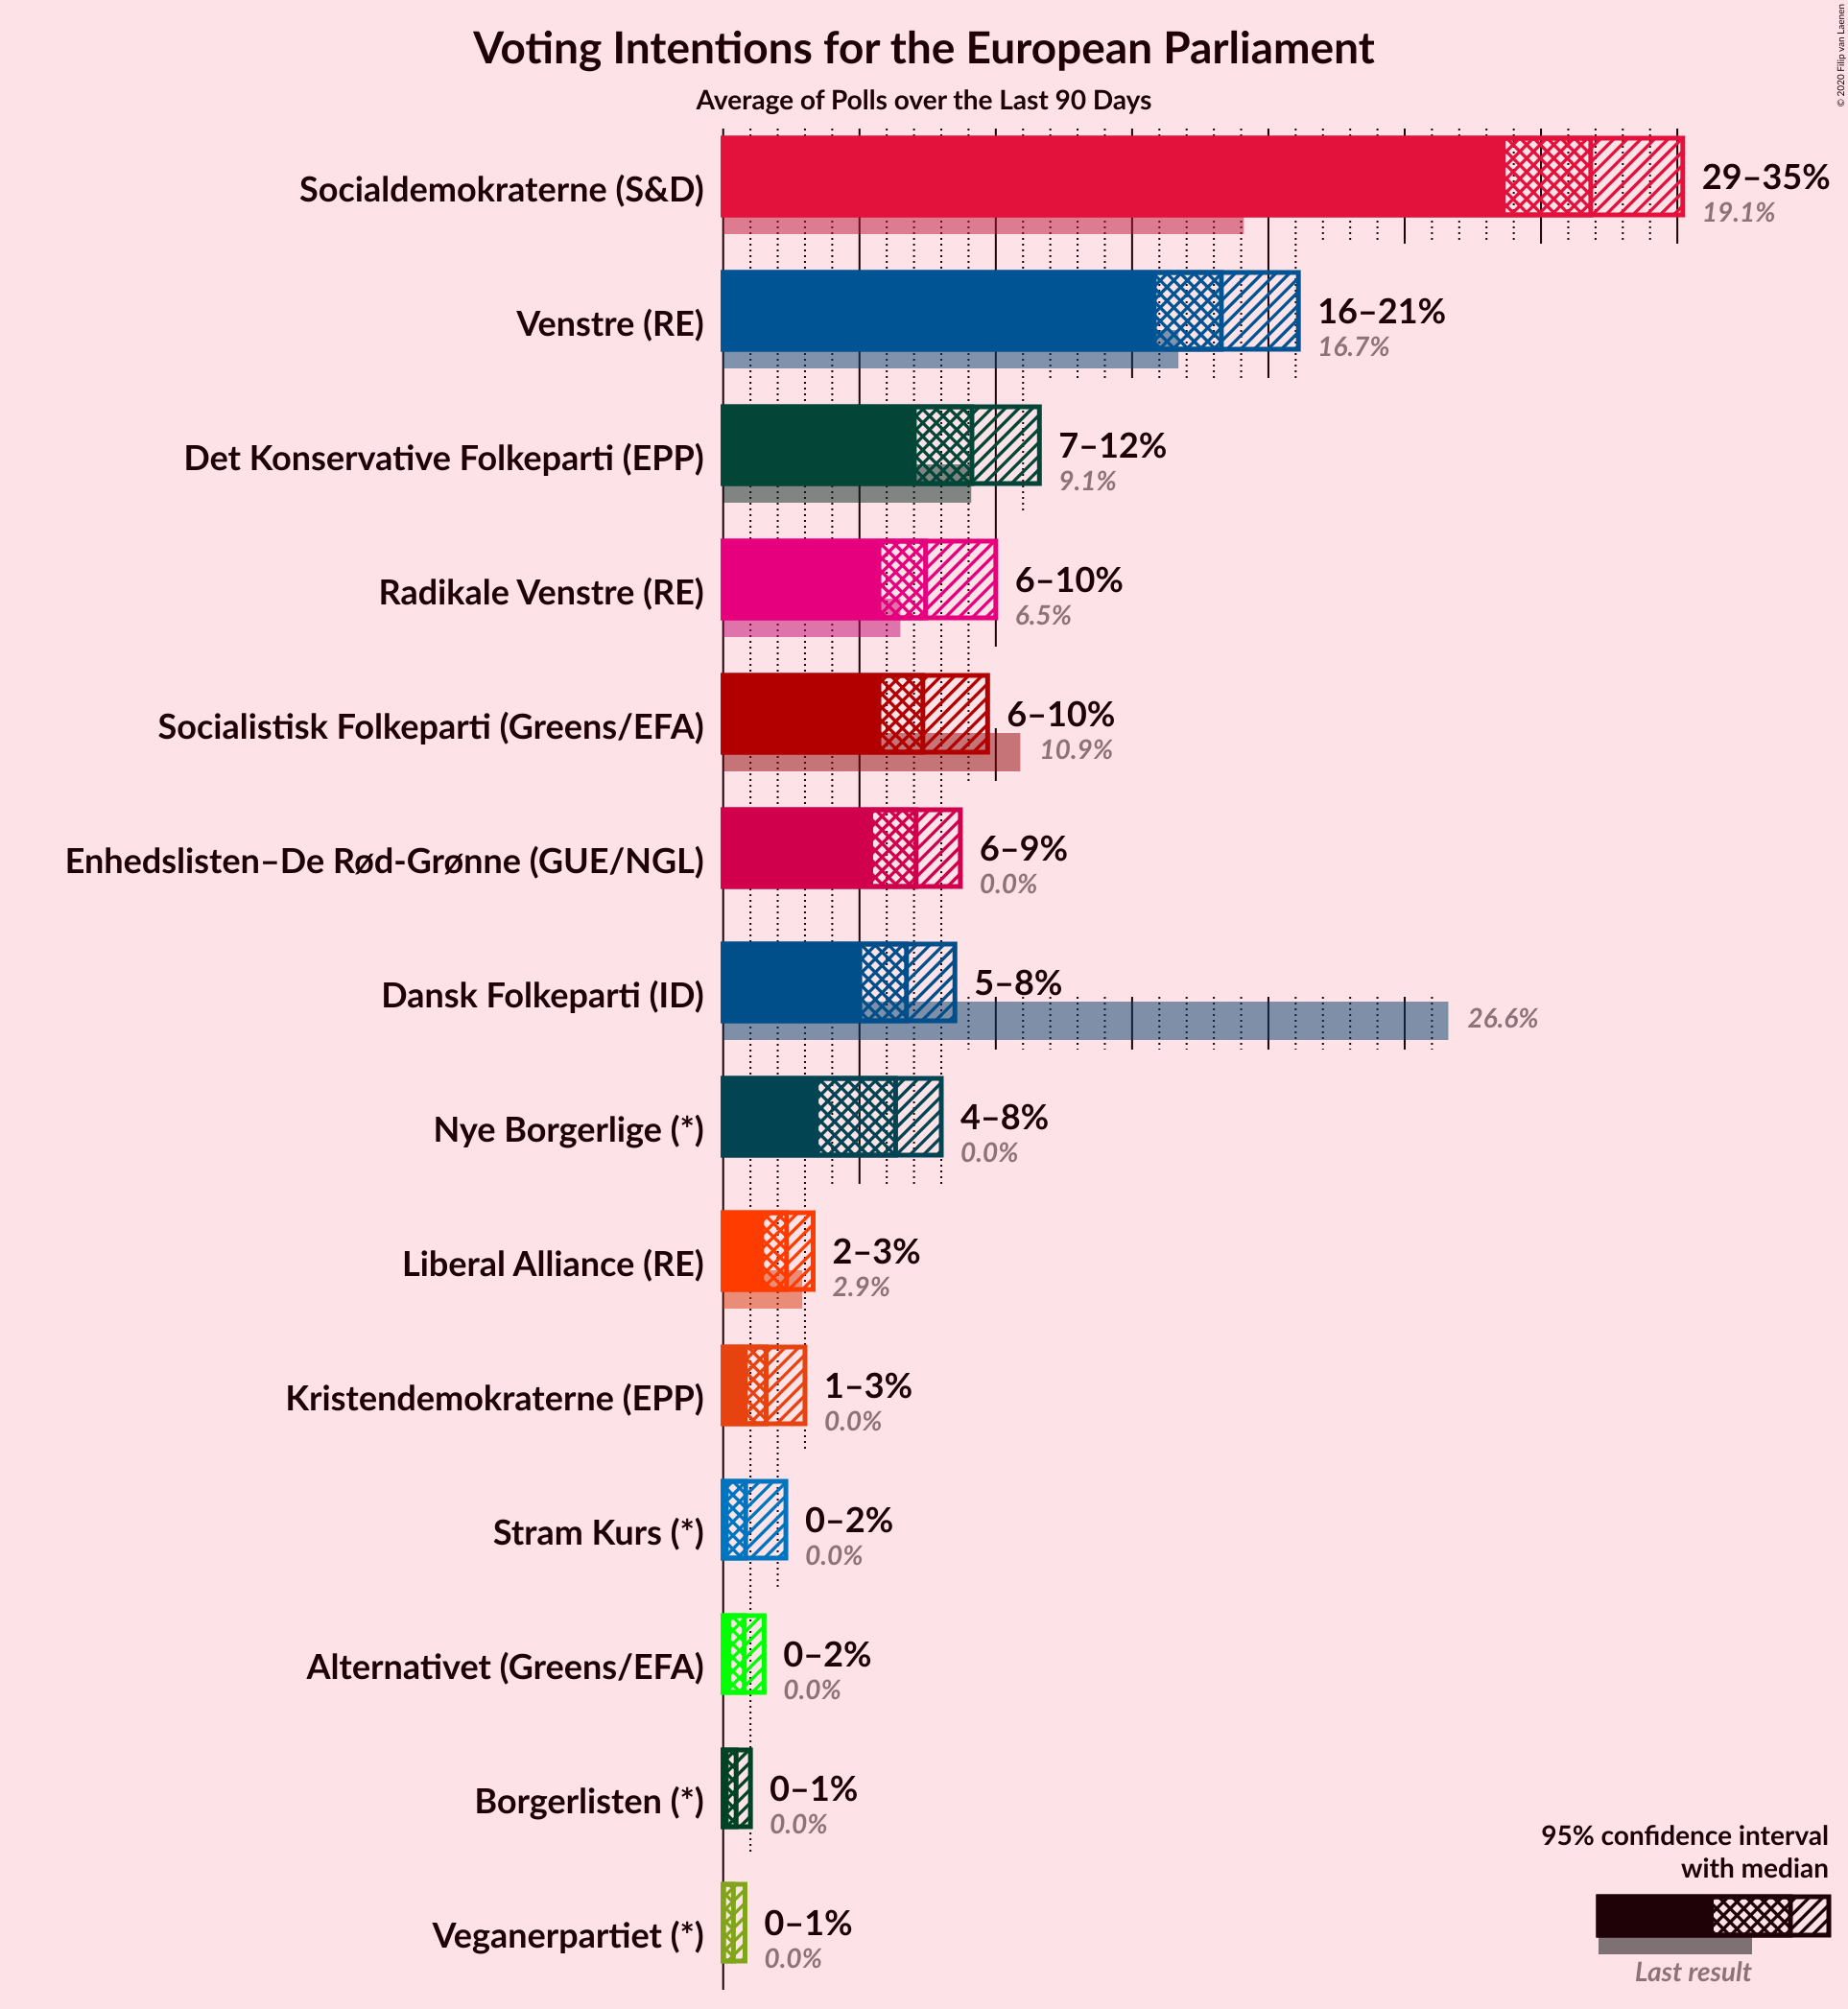 Voting Intentions for the European Parliament
Average of Polls over the Last 90 Days
© 2020 Filip van Laenen
Socialdemokraterne (S&D)
29–35%
19.1%
Venstre (RE)
16–21%
16.7%
Det Konservative Folkeparti (EPP)
7–12%
9.1%
Radikale Venstre (RE)
6–10%
6.5%
Socialistisk Folkeparti (Greens/EFA)
6–10%
10.9%
Enhedslisten–De Rød-Grønne (GUE/NGL)
6–9%
0.0%
Dansk Folkeparti (ID)
5–8%
26.6%
Nye Borgerlige (*)
4–8%
0.0%
Liberal Alliance (RE)
2–3%
2.9%
Kristendemokraterne (EPP)
1–3%
0.0%
Stram Kurs (*)
0–2%
0.0%
Alternativet (Greens/EFA)
0–2%
0.0%
Borgerlisten (*)
0–1%
0.0%
Veganerpartiet (*)
0–1%
0.0%
95% confidence interval
with median
Last result